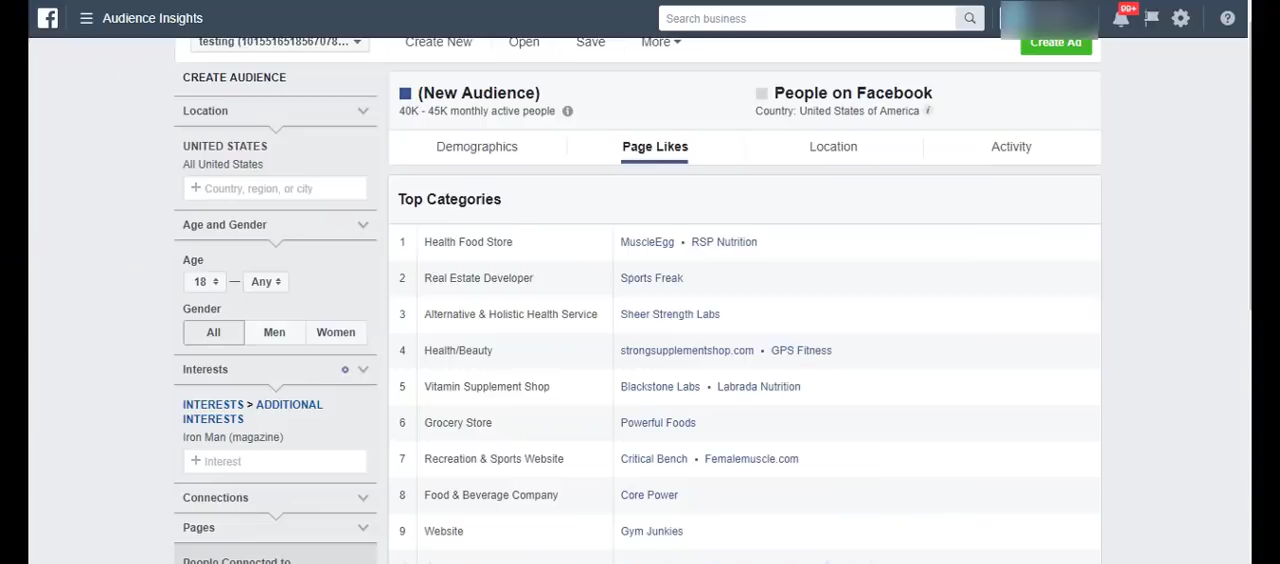 Audience Insights
Search business
99+
testing (1015516518567078...
Create New
Open
Save
More
Create Ad
CREATE AUDIENCE
Location
UNITED STATES
All United States
+ Country, region, or city
Age and Gender
Age
18 — Any
Gender
All Men Women
Interests
INTERESTS > ADDITIONAL
INTERESTS
Iron Man (magazine)
+ Interest
Connections
Pages
People Connected to
(New Audience)
40K - 45K monthly active people
People on Facebook
Country: United States of America
Demographics Page Likes Location Activity
Top Categories
1 Health Food Store MuscleEgg • RSP Nutrition
2 Real Estate Developer Sports Freak
3 Alternative & Holistic Health Service Sheer Strength Labs
4 Health/Beauty strongsupplementshop.com • GPS Fitness
5 Vitamin Supplement Shop Blackstone Labs • Labrada Nutrition
6 Grocery Store Powerful Foods
7 Recreation & Sports Website Critical Bench • Femalemuscle.com
8 Food & Beverage Company Core Power
9 Website Gym Junkies